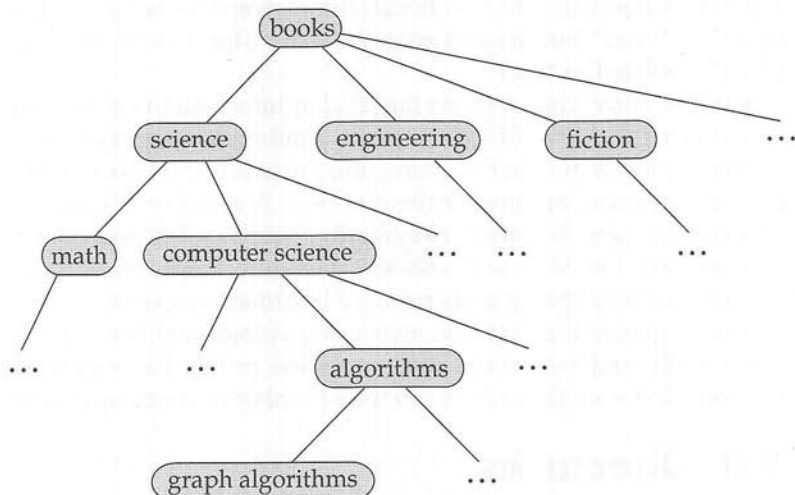 books
science engineering fiction ...
math computer science ... ... ...
... ... algorithms ...
graph algorithms ...